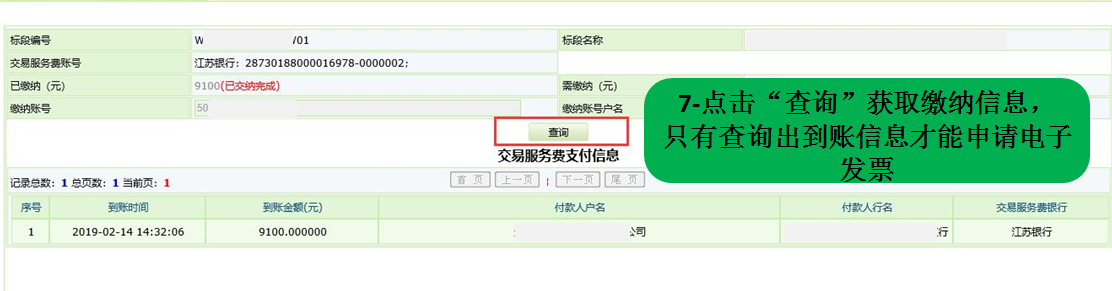 标段编号 W /01 标段名称
交易服务费账号 江苏银行：28730188000016978-0000002;
已缴纳（元） 9100(已交纳完成) 需缴纳（元）
缴纳账号 50 缴纳账号户名
7-点击“查询”获取缴纳信息，
只有查询出到账信息才能申请电子
发票
查询
交易服务费支付信息
记录总数：1 总页数：1 当前页：1 首 页 上一页 | 下一页 尾 页
序号 到账时间 到账金额(元) 付款人户名 付款人行名 交易服务费银行
1 2019-02-14 14:32:06 9100.000000 公司 行 江苏银行